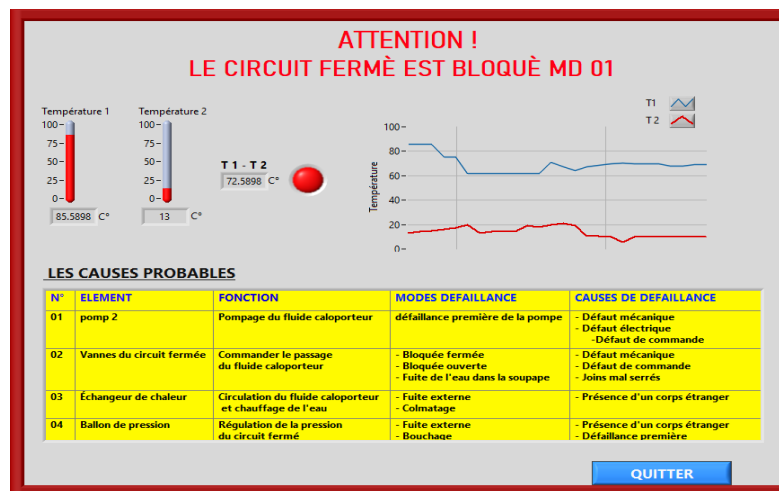 ATTENTION !
LE CIRCUIT FERMÈ EST BLOQUÈ MD 01
Température 1
100
75
50
25
0
85.5898 C°
Température 2
100
75
50
25
0
13 C°
T 1 - T 2
72.5898 C°
T1
T 2
Température
100
80
60
40
20
0
LES CAUSES PROBABLES
N° ELEMENT FONCTION MODES DEFAILLANCE CAUSES DE DEFAILLANCE
01 pomp 2 Pompage du fluide caloporteur défaillance première de la pompe - Défaut mécanique
- Défaut électrique
-Défaut de commande
02 Vannes du circuit fermée Commander le passage - Bloquée fermée - Défaut mécanique
du fluide caloporteur - Bloquée ouverte - Défaut de commande
- Fuite de l'eau dans la soupape - Joins mal serrés
03 Échangeur de chaleur Circulation du fluide caloporteur - Fuite externe - Présence d'un corps étranger
et chauffage de l'eau - Colmatage
04 Ballon de pression Régulation de la pression - Fuite externe - Présence d'un corps étranger
du circuit fermé - Bouchage - Défaillance première
QUITTER